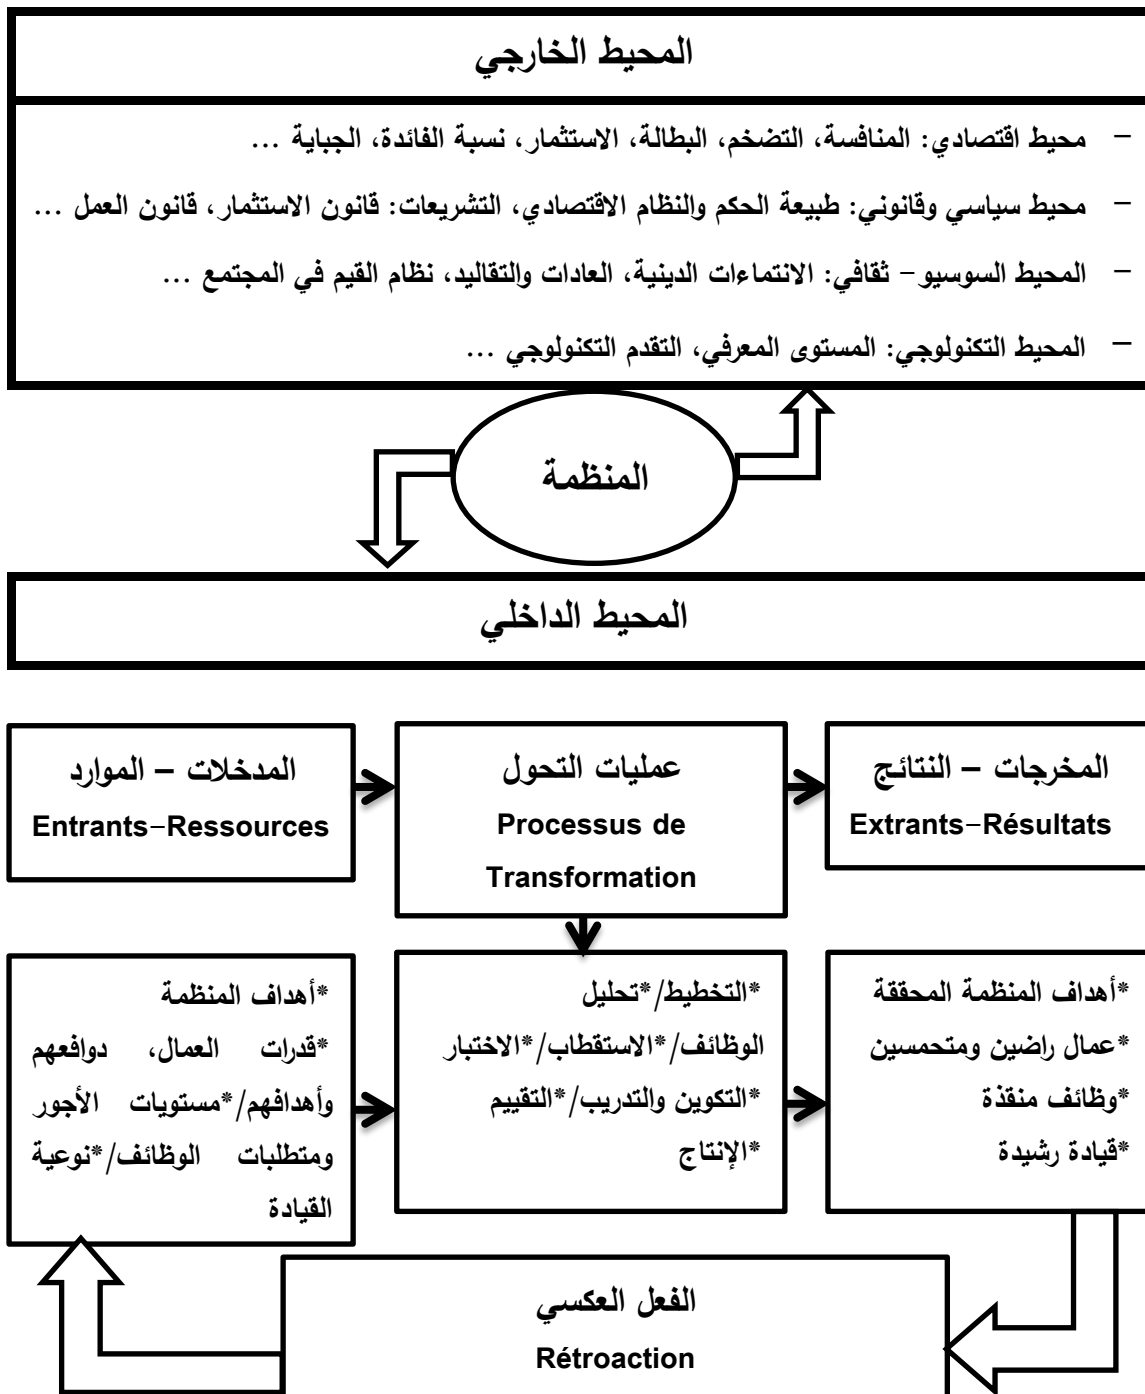 المحيط الخارجي
– محيط اقتصادي: المنافسة، التضخم، البطالة، الاستثمار، نسبة الفائدة، الجباية ...
– محيط سياسي وقانوني: طبيعة الحكم والنظام الاقتصادي، التشريعات: قانون الاستثمار، قانون العمل ...
– المحيط السوسيو– ثقافي: الانتماءات الدينية، العادات والتقاليد، نظام القيم في المجتمع ...
– المحيط التكنولوجي: المستوى المعرفي، التقدم التكنولوجي ...
المنظمة
المحيط الداخلي
المدخلات – الموارد
Entrants–Ressources
عمليات التحول
Processus de
Transformation
المخرجات – النتائج
Extrants–Résultats
*أهداف المنظمة
*قدرات العمال، دوافعهم
وأهدافهم/*مستويات الأجور
ومتطلبات الوظائف/*نوعية
القيادة
*التخطيط/*تحليل
الوظائف/*الاستقطاب/*الاختبار
*التكوين والتدريب/*التقييم
*الإنتاج
*أهداف المنظمة المحققة
*عمال راضين ومتحمسين
*وظائف منقذة
*قيادة رشيدة
الفعل العكسي
Rétroaction